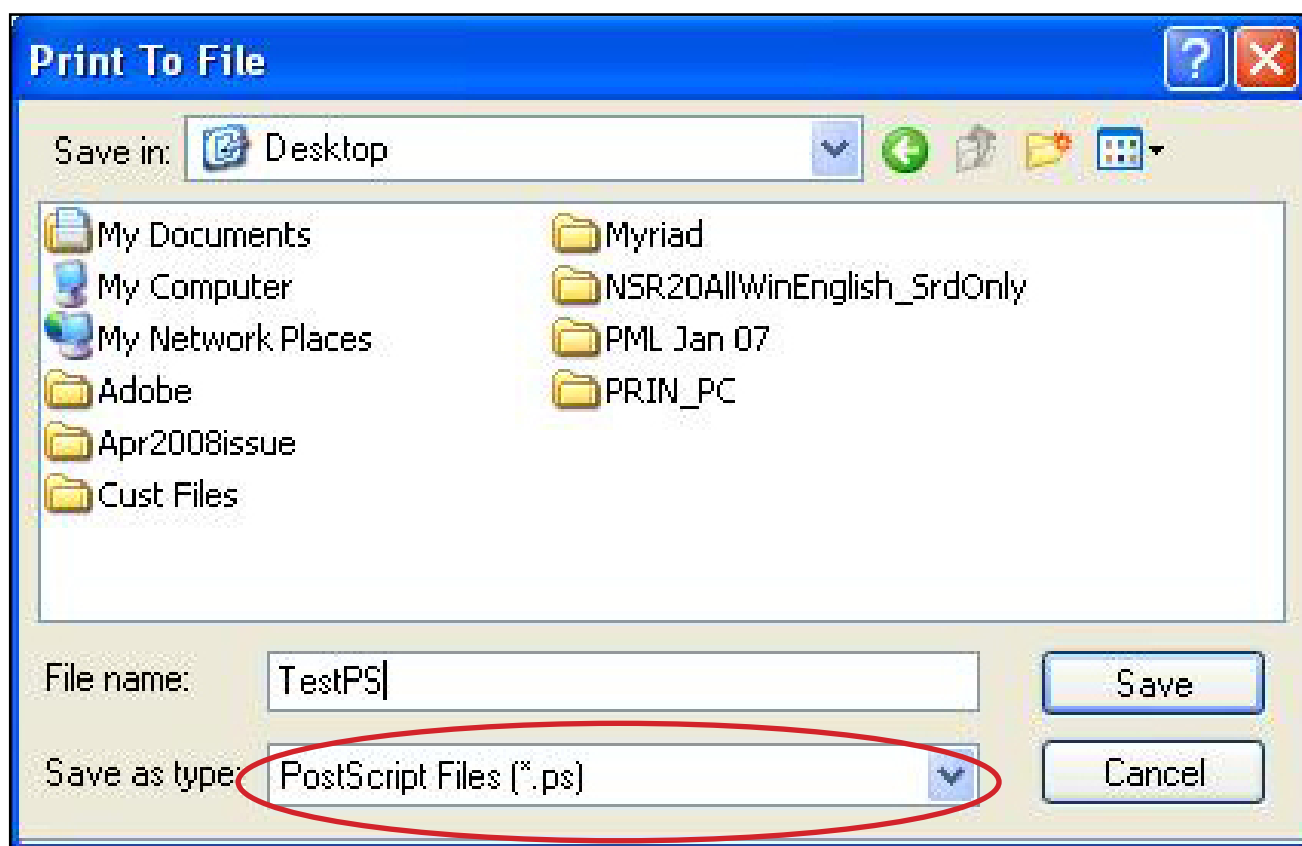 Print To File
Save in: Desktop
My Documents
My Computer
My Network Places
Adobe
Apr2008issue
Cust Files
Myriad
NSR20AllWinEnglish_SrdOnly
PML Jan 07
PRIN_PC
File name: TestPS
Save
Save as type: PostScript Files (*.ps)
Cancel